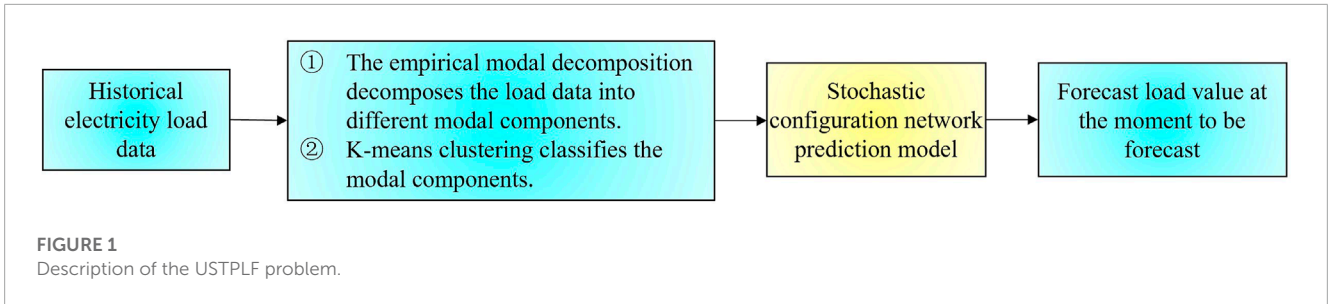 Historical
electricity load
data
① The empirical modal decomposition
decomposes the load data into
different modal components.
② K-means clustering classifies the
modal components.
Stochastic
configuration network
prediction model
Forecast load value at
the moment to be
forecast
FIGURE 1
Description of the USTPLF problem.